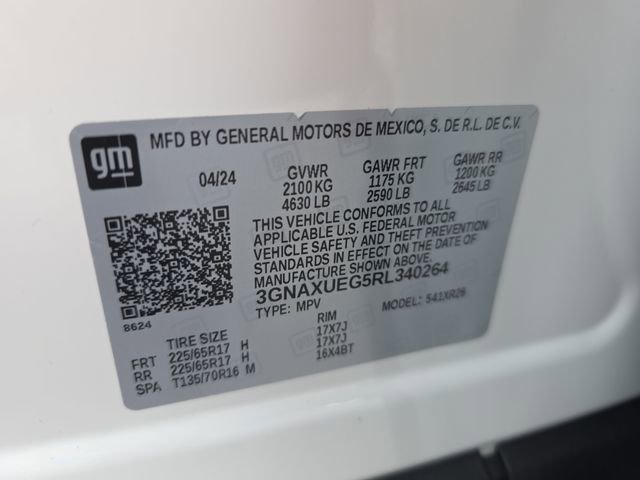 gm
MFD BY GENERAL MOTORS DE MEXICO, S. DE R.L. DE C.V.
04/24 GVWR GAWR FRT GAWR RR
2100 KG 1175 KG 1200 KG
4630 LB 2590 LB 2645 LB
THIS VEHICLE CONFORMS TO ALL
APPLICABLE U.S. FEDERAL MOTOR
VEHICLE SAFETY AND THEFT PREVENTION
STANDARDS IN EFFECT ON THE DATE OF
MANUFACTURE SHOWN ABOVE.
3GNAXUEG5RL340264
TYPE: MPV MODEL: 541XR26
8624
TIRE SIZE RIM
FRT 225/65R17 H 17X7J
RR 225/65R17 H 17X7J
SPA T135/70R16 M 16X4BT